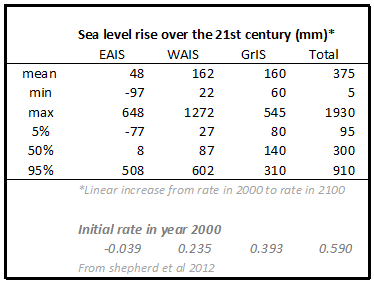 Sea level rise over the 21st century (mm)*
EAIS WAIS GrIS Total
mean 48 162 160 375
min -97 22 60 5
max 648 1272 545 1930
5% -77 27 80 95
50% 8 87 140 300
95% 508 602 310 910
*Linear increase from rate in 2000 to rate in 2100
Initial rate in year 2000
-0.039 0.235 0.393 0.590
From shepherd et al 2012